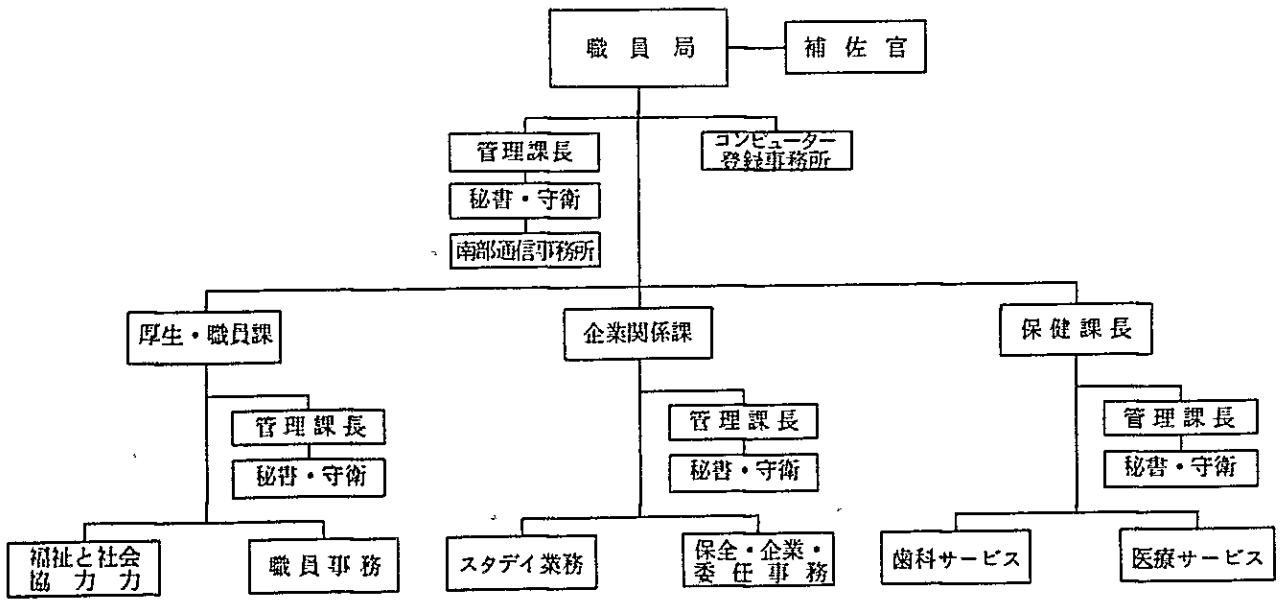 職員局
補佐官
管理課長
コンピューター
登録事務所
秘書・守衛
南部通信事務所
厚生・職員課
企業関係課
保健課長
管理課長
管理課長
管理課長
秘書・守衛
秘書・守衛
秘書・守衛
福祉と社会
協力力
職員事務
スタデイ業務
保全・企業・
委任事務
歯科サービス
医療サービス